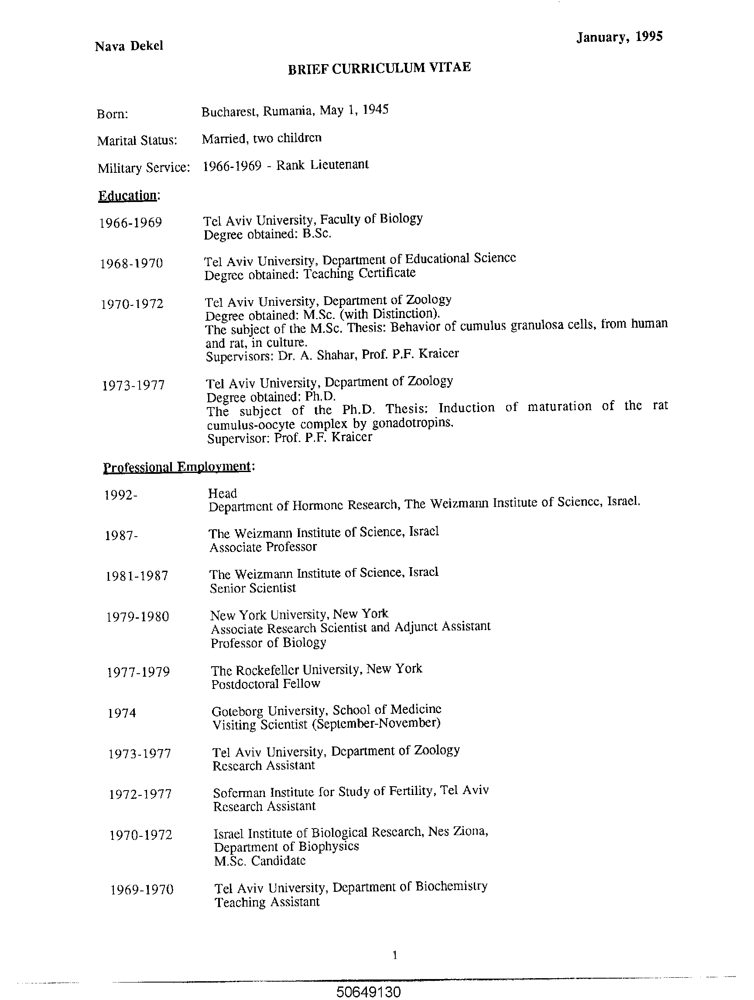 Nava Dekel
January, 1995
BRIEF CURRICULUM VITAE
Born: Bucharest, Rumania, May 1, 1945
Marital Status: Married, two children
Military Service: 1966-1969 - Rank Lieutenant
Education:
1966-1969 Tel Aviv University, Faculty of Biology
Degree obtained: B.Sc.
1968-1970 Tel Aviv University, Department of Educational Science
Degree obtained: Teaching Certificate
1970-1972 Tel Aviv University, Department of Zoology
Degree obtained: M.Sc. (with Distinction).
The subject of the M.Sc. Thesis: Behavior of cumulus granulosa cells, from human
and rat, in culture.
Supervisors: Dr. A. Shahar, Prof. P.F. Kraicer
1973-1977 Tel Aviv University, Department of Zoology
Degree obtained: Ph.D.
The subject of the Ph.D. Thesis: Induction of maturation of the rat
cumulus-oocyte complex by gonadotropins.
Supervisor: Prof. P.F. Kraicer
Professional Employment:
1992- Head
Department of Hormone Research, The Weizmann Institute of Science, Israel.
1987- The Weizmann Institute of Science, Israel
Associate Professor
1981-1987 The Weizmann Institute of Science, Israel
Senior Scientist
1979-1980 New York University, New York
Associate Research Scientist and Adjunct Assistant
Professor of Biology
1977-1979 The Rockefeller University, New York
Postdoctoral Fellow
1974 Goteborg University, School of Medicine
Visiting Scientist (September-November)
1973-1977 Tel Aviv University, Department of Zoology
Research Assistant
1972-1977 Soferman Institute for Study of Fertility, Tel Aviv
Research Assistant
1970-1972 Israel Institute of Biological Research, Nes Ziona,
Department of Biophysics
M.Sc. Candidate
1969-1970 Tel Aviv University, Department of Biochemistry
Teaching Assistant
1
50649130